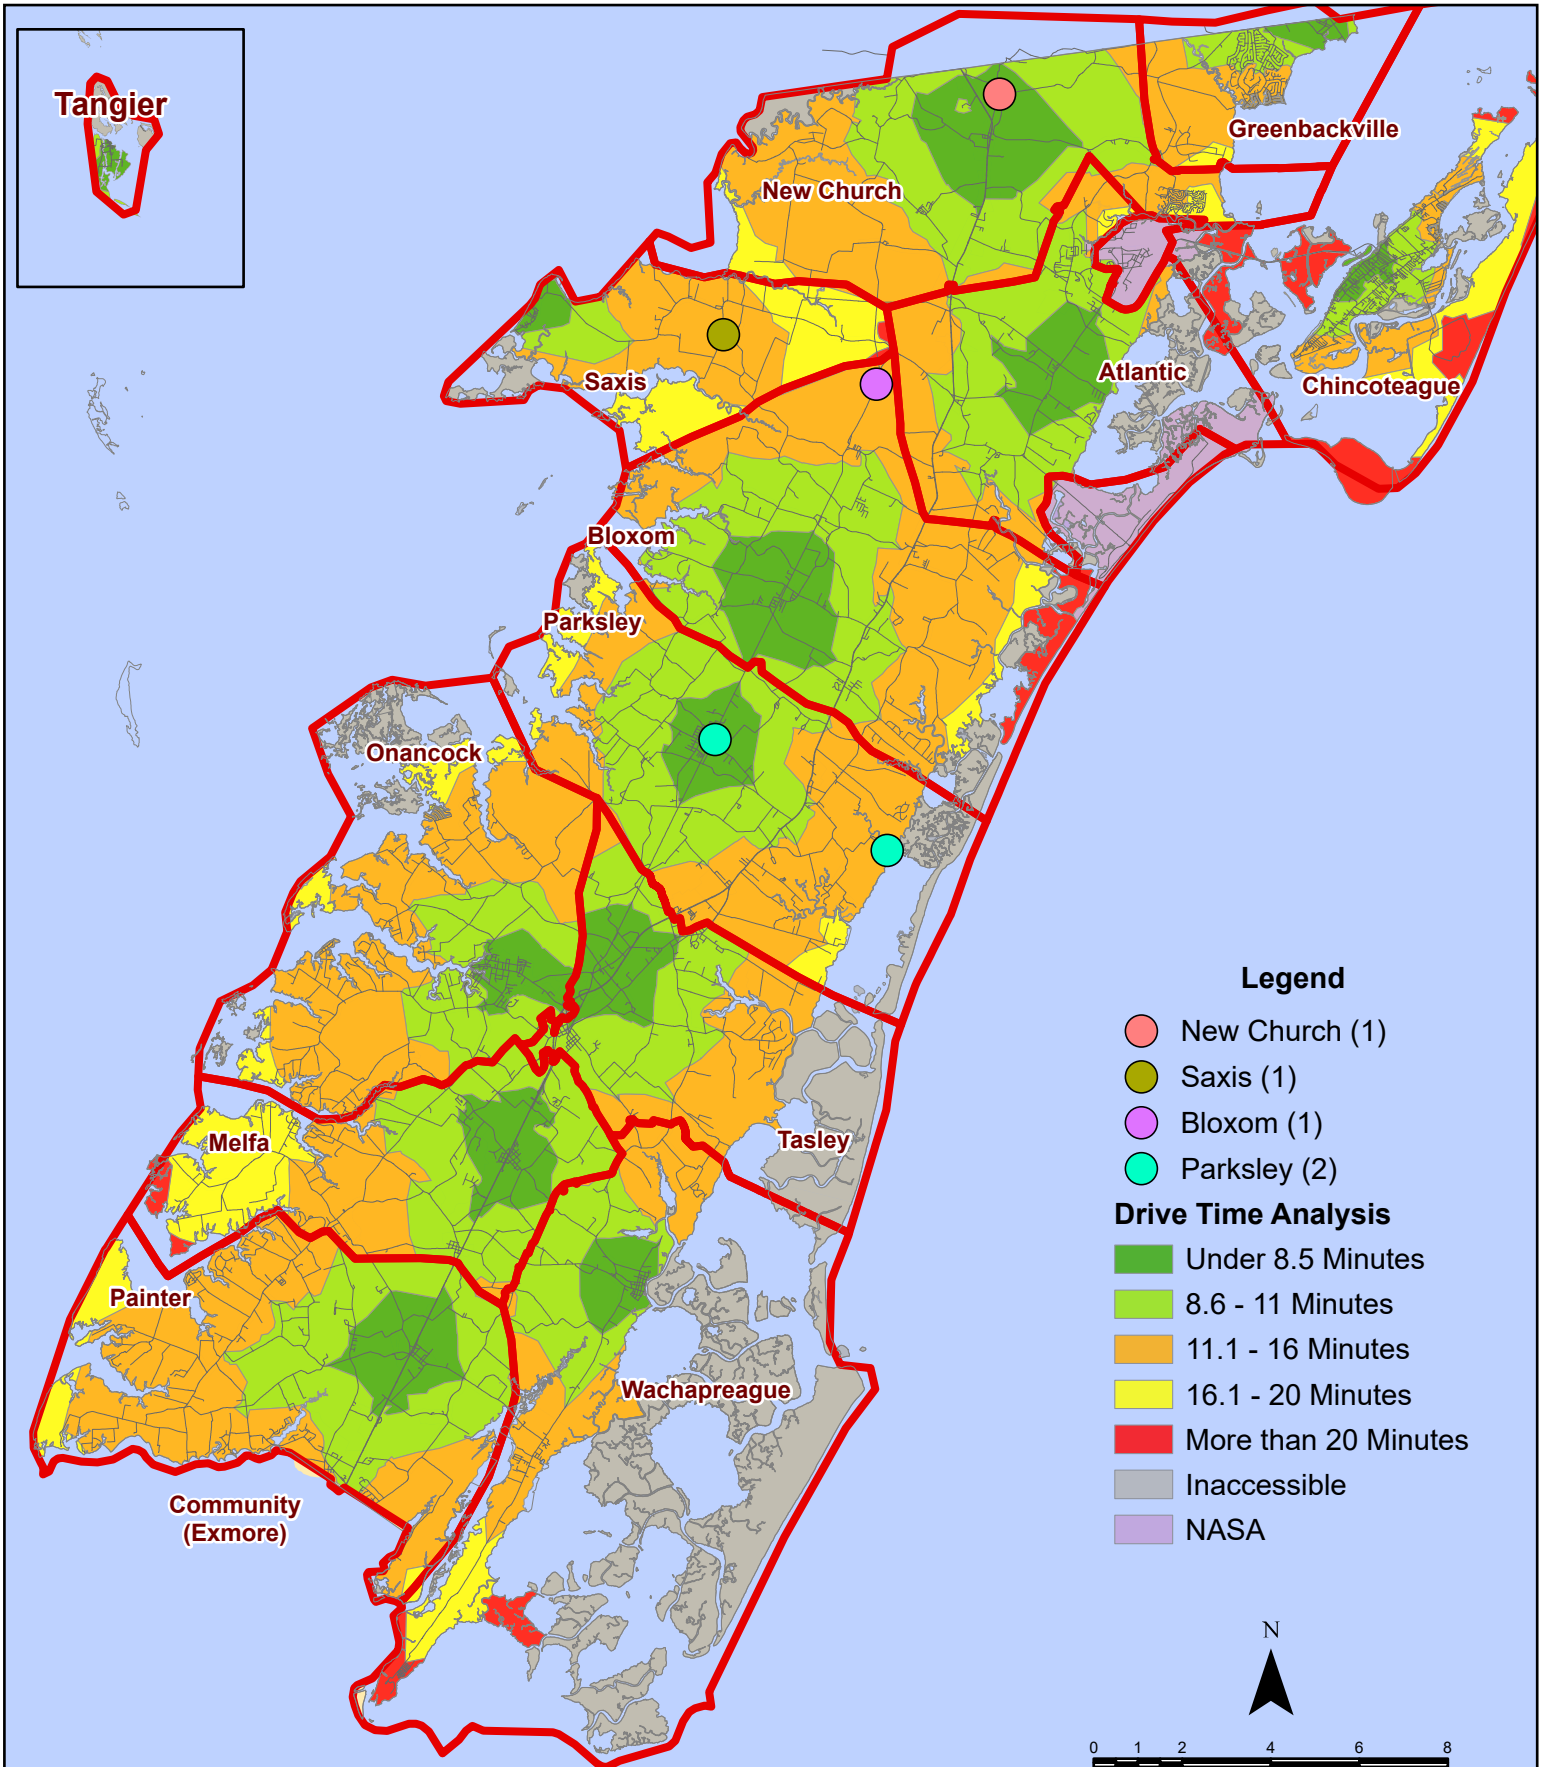 Tangier
Greenbackville
New Church
Saxis
Atlantic
Chincoteague
Bloxom
Parksley
Onancock
Melfa
Tasley
Painter
Wachapreague
Community
(Exmore)
Legend
New Church (1)
Saxis (1)
Bloxom (1)
Parksley (2)
Drive Time Analysis
Under 8.5 Minutes
8.6 - 11 Minutes
11.1 - 16 Minutes
16.1 - 20 Minutes
More than 20 Minutes
Inaccessible
NASA
N
0 1 2 4 6 8